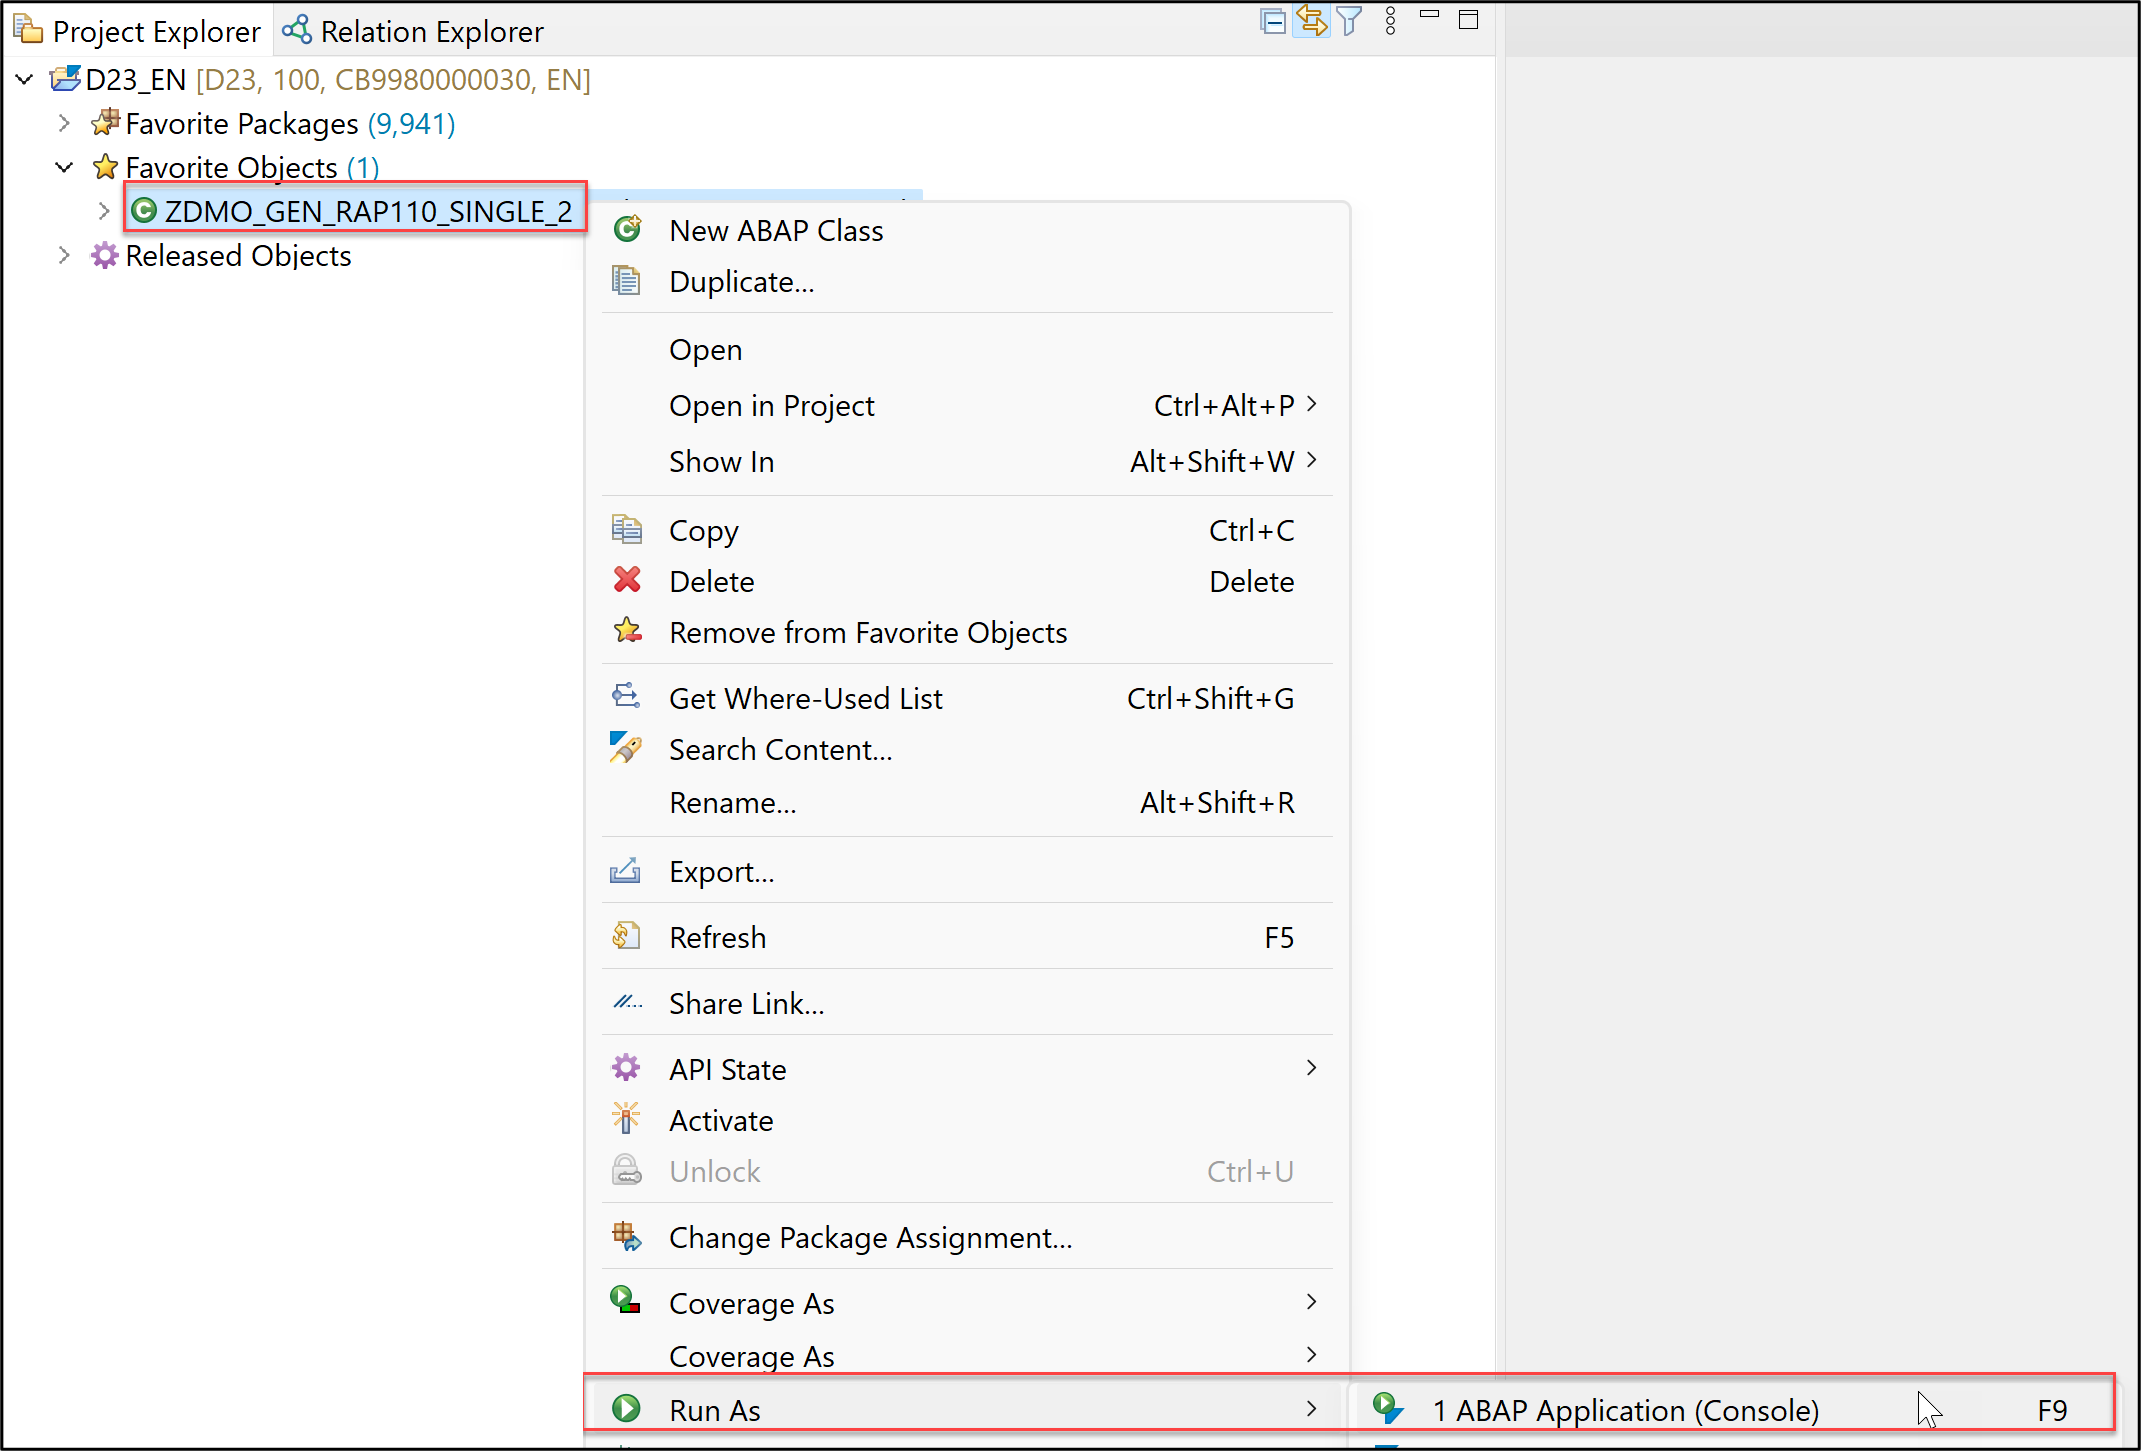 Project Explorer Relation Explorer
D23_EN [D23, 100, CB9980000030, EN]
Favorite Packages (9,941)
Favorite Objects (1)
ZDMO_GEN_RAP110_SINGLE_2
Released Objects
New ABAP Class
Duplicate...
Open
Open in Project Ctrl+Alt+P
Show In Alt+Shift+W
Copy Ctrl+C
Delete Delete
Remove from Favorite Objects
Get Where-Used List Ctrl+Shift+G
Search Content...
Rename... Alt+Shift+R
Export...
Refresh F5
Share Link...
API State
Activate
Unlock Ctrl+U
Change Package Assignment...
Coverage As
Coverage As
Run As 1 ABAP Application (Console) F9